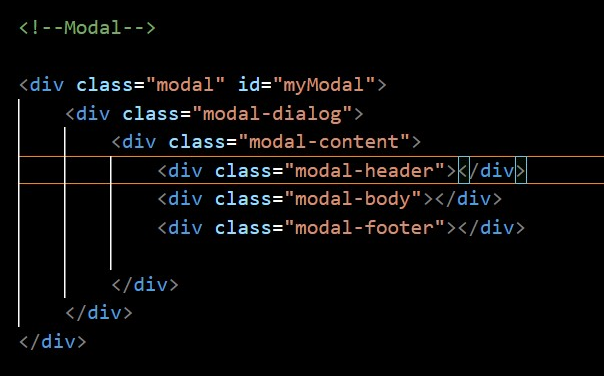 <!--Modal-->
<div class="modal" id="myModal">
<div class="modal-dialog">
<div class="modal-content">
<div class="modal-header"></div>
<div class="modal-body"></div>
<div class="modal-footer"></div>
</div>
</div>
</div>